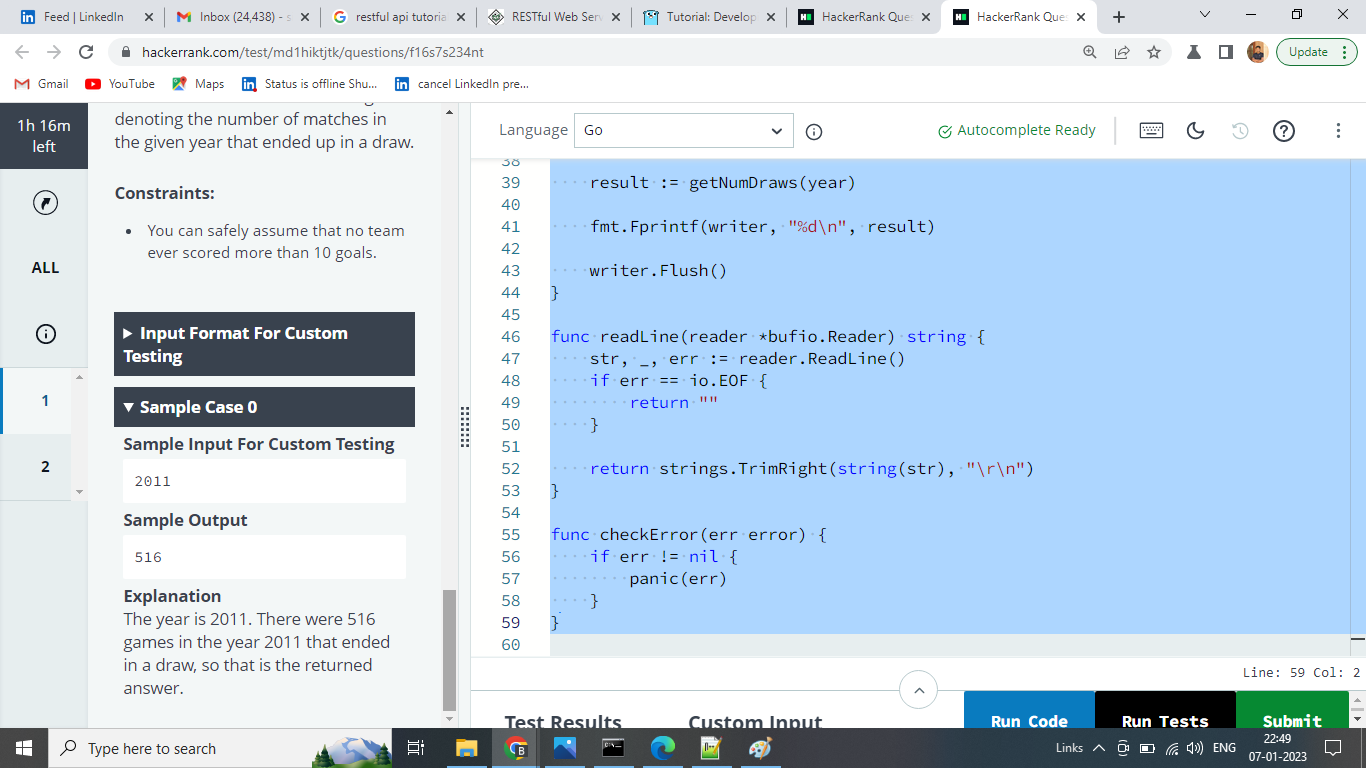 Feed | LinkedIn
Inbox (24,438) - s
restful api tutoria
RESTful Web Serv
Tutorial: Develop
HackerRank Ques
HackerRank Ques
hackerrank.com/test/md1hiktjtk/questions/f16s7s234nt
Update
Gmail
YouTube
Maps
Status is offline Shu...
cancel LinkedIn pre...
1h 16m
left
ALL
1
2
denoting the number of matches in
the given year that ended up in a draw.
Constraints:
• You can safely assume that no team
ever scored more than 10 goals.
▶ Input Format For Custom
Testing
▼ Sample Case 0
Sample Input For Custom Testing
2011
Sample Output
516
Explanation
The year is 2011. There were 516
games in the year 2011 that ended
in a draw, so that is the returned
answer.
Language Go
Autocomplete Ready
38
39 result := getNumDraws(year)
40
41 fmt.Fprintf(writer, "%d\n", result)
42
43 writer.Flush()
44 }
45
46 func readLine(reader *bufio.Reader) string {
47 str, _, err := reader.ReadLine()
48 if err == io.EOF {
49 return ""
50 }
51
52 return strings.TrimRight(string(str), "\r\n")
53 }
54
55 func checkError(err error) {
56 if err != nil {
57 panic(err)
58 }
59 }
60
Line: 59 Col: 2
Test Results
Custom Input
Run Code
Run Tests
Submit
Type here to search
Links
ENG
22:49
07-01-2023